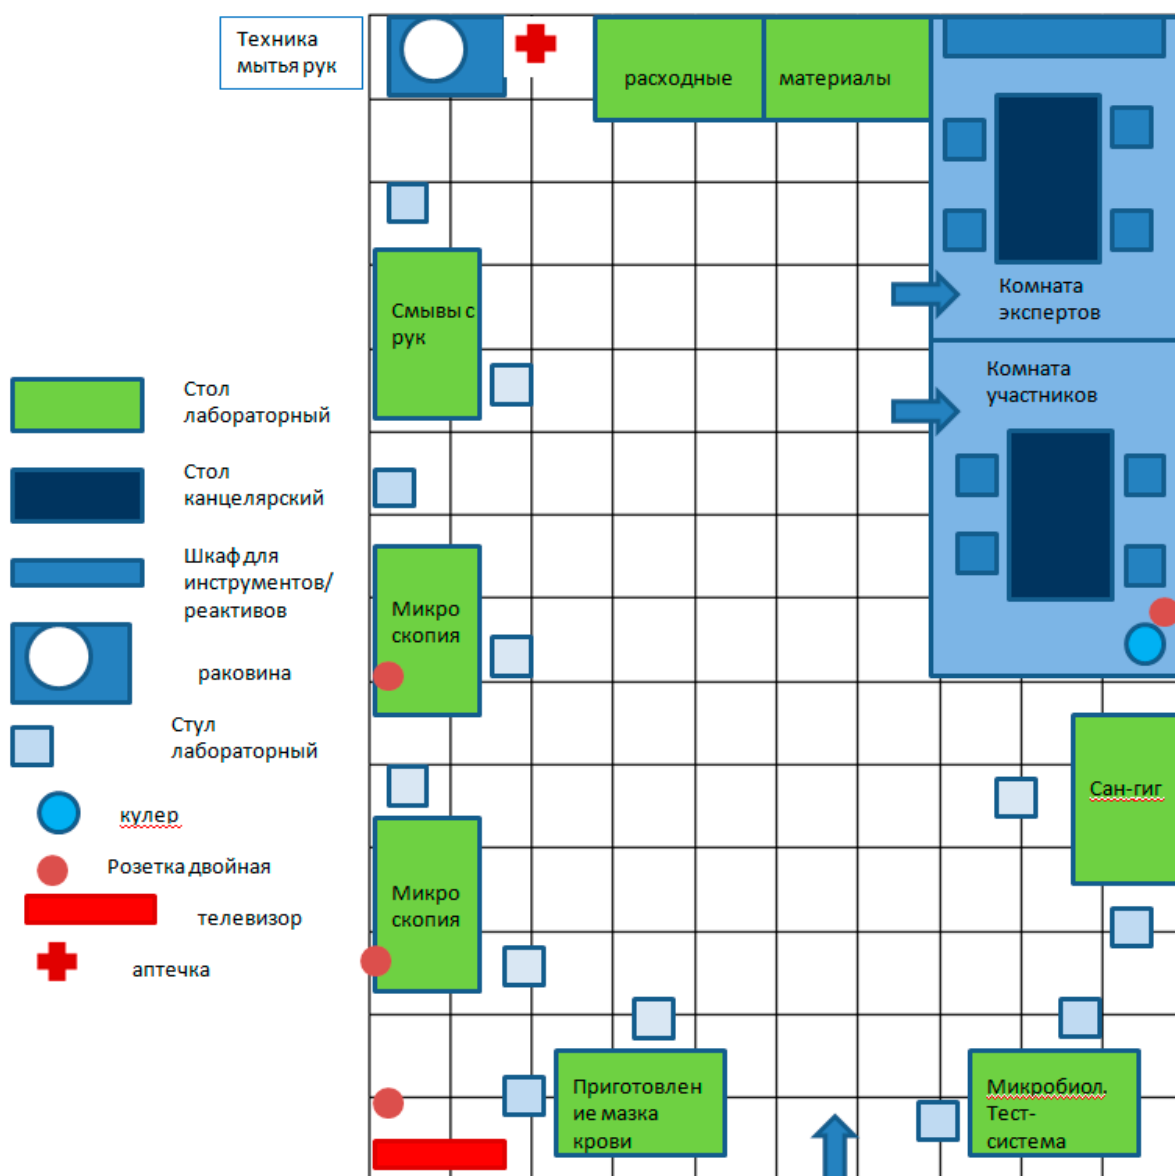 Техника
мытья рук
расходные
материалы
Комната
экспертов
Смывы с
рук
Комната
участников
Стол
лабораторный
Стол
канцелярский
Шкаф для
инструментов/
реактивов
Микро
скопия
раковина
Стул
лабораторный
Сан-гиг
кулер
Розетка двойная
Микро
скопия
телевизор
аптечка
Приготовлен
ие мазка
крови
Микробиол.
Тест-
система